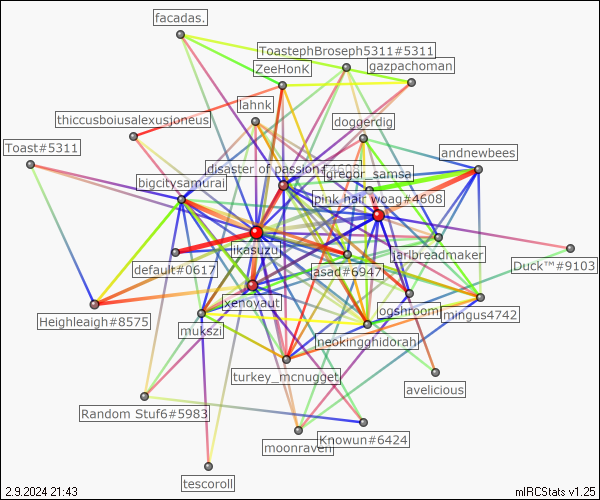 facadas.
ToastephBroseph5311#5311
ZeeHonK
gazpachoman
lahnk
thiccusboiusalexusjoneus
doggerdig
Toast#5311
andnewbees
disaster of passion#4608
gregor_samsa
bigcitysamurai
pink hair woag#4608
likasuzu
jarlbreadmaker
default#0617
asad#6947
Duck™#9103
xenoyaut
ogshroom
Heighleaigh#8575
mukszi
mingus4742
neokingghidorah
turkey_mcnugget
avelicious
Random Stuf6#5983
Knowun#6424
moonraven
tescoroll
2.9.2024 21:43
mIRCStats v1.25